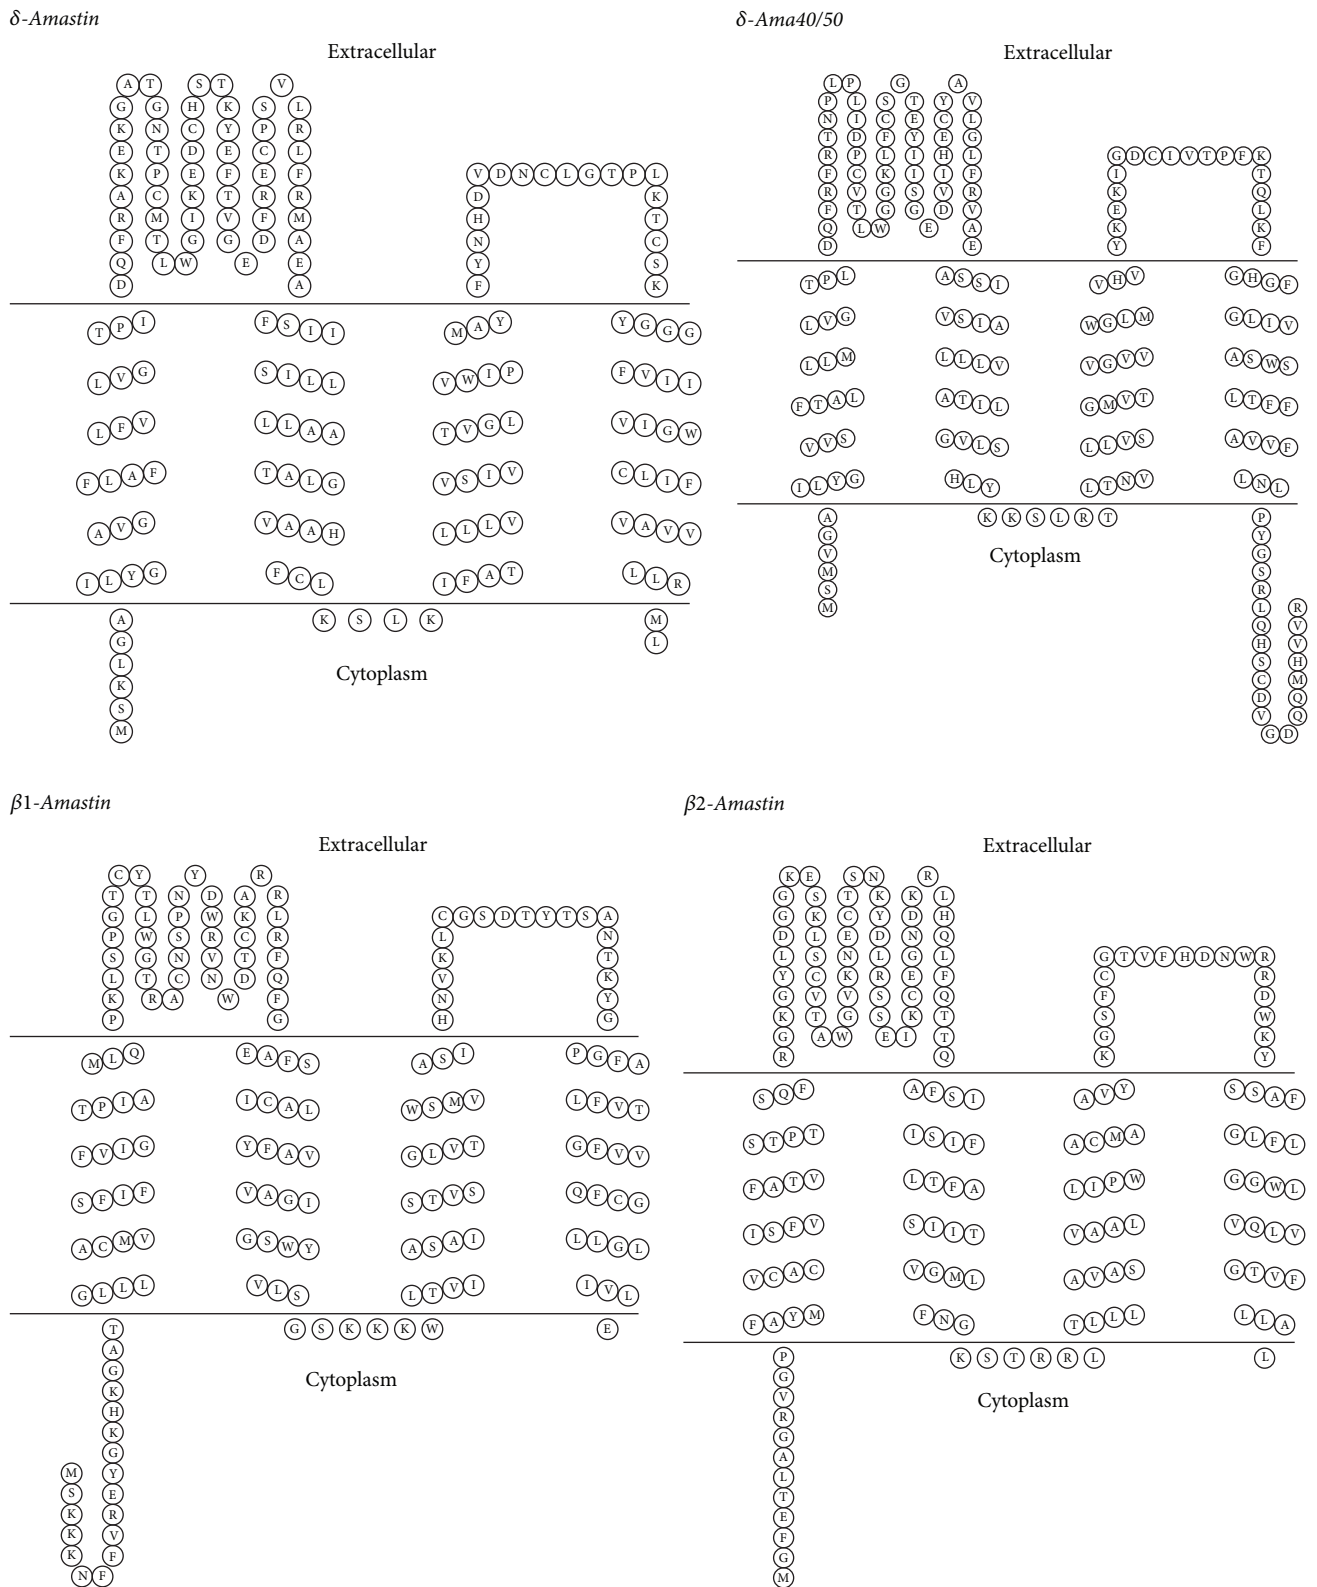 δ-Amastin
Extracellular
A T S T V
G G H K S L
K N C Y P R
E T D E C L
K P E F E F V D N C L G T P L
A C K T R R D K
R M I V F M H T
F T G G D A N C
Q L W E E Y S
D A F K
T P I F S I I M A Y Y G G G
L V G S I L L V W I P F V I I
L F V L L A A T V G L V I G W
F L A F T A L G V S I V C L I F
A V G V A A H L L L V V A V V
I L Y G F C L I F A T L L R
A K S L K M
G L
L
K
S
M
Cytoplasm
δ-Ama40/50
Extracellular
L P G A
P L S T Y V
N I C E C L
T D F Y E G
R P L I H L G D C I V T P F K
F C K I I F I T
R V G S V R K Q
F T G G D V E L
Q L W E A K K
D E Y F
T P L A S S I V H V G H G F
L V G V S I A W G L M G L I V
L L M L L L V V G V V A S W S
F T A L A T I L G M V T L T F F
V V S G V L S L L V S A V V F
I L Y G H L Y L T N V L N L
A K K S L R T P
G Y
V G
M S
S R
M L R
Q V
H V
S H
C M
D Q
V Q
G D
Cytoplasm
β1-Amastin
Extracellular
C Y Y R
T T N D A R
G L P W K L C G S D T Y T S A
P W S R C R L N
S G N V T F K T
L T C N D Q V K
K R A W F N Y
P G H G
M L Q E A F S A S I P G F A
T P I A I C A L W S M V L F V T
F V I G Y F A V G L V T G F V V
S F I F V A G I S T V S Q F C G
A C M V G S W Y A S A I L L G L
G L L L V L S L T V I I V L
T G S K K K W E
A
G
K
H
K
G
M Y
S E
K R
K V
K F
N F
Cytoplasm
β2-Amastin
Extracellular
K E S N R
G S T K K L
G K C Y D H
D L E D N Q
L S N L G L G T V F H D N W R
Y C K R E F C R
G V V S C Q F D
K T G S K T S W
G A W E I T G K
R Q K Y
S Q F A F S I A V Y S S A F
S T P T I S I F A C M A G L F L
F A T V L T F A L I P W G G W L
I S F V S I I T V A A L V Q L V
V C A C V G M L A V A S G T V F
F A Y M F N G T L L L L L A
P K S T R R L L
G
V
R
G
A
L
T
E
F
G
M
Cytoplasm